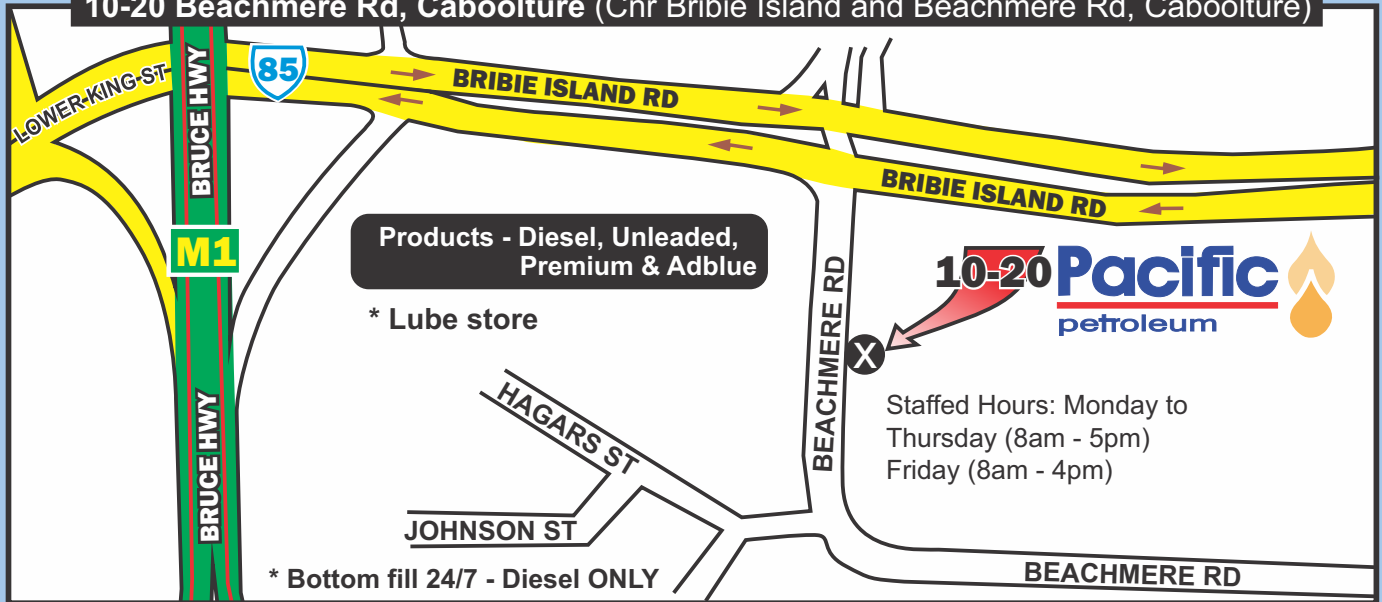 10-20 Beachmere Rd, Caboolture (Cnr Bribie Island and Beachmere Rd, Caboolture)
LOWER-KING-ST
BRUCE HWY
85
BRIBIE ISLAND RD
BRIBIE ISLAND RD
M1
Products - Diesel, Unleaded,
Premium & Adblue
* Lube store
BEACHMERE RD
10-20
Pacific
petroleum
X
Staffed Hours: Monday to
Thursday (8am - 5pm)
Friday (8am - 4pm)
HAGARS ST
BRUCE HWY
JOHNSON ST
* Bottom fill 24/7 - Diesel ONLY
BEACHMERE RD